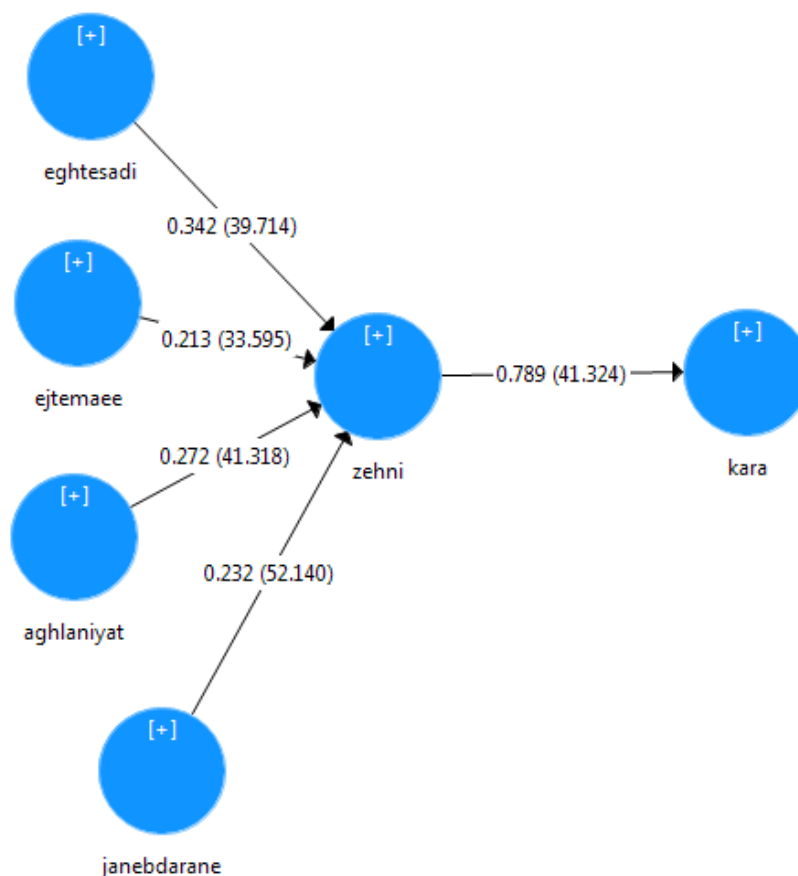 [+]
eghtesadi
0.342 (39.714)
[+]
ejtemaee
0.213 (33.595)
[+]
zehni
0.789 (41.324)
[+]
kara
0.272 (41.318)
[+]
aghlaniyat
0.232 (52.140)
[+]
janebdarane